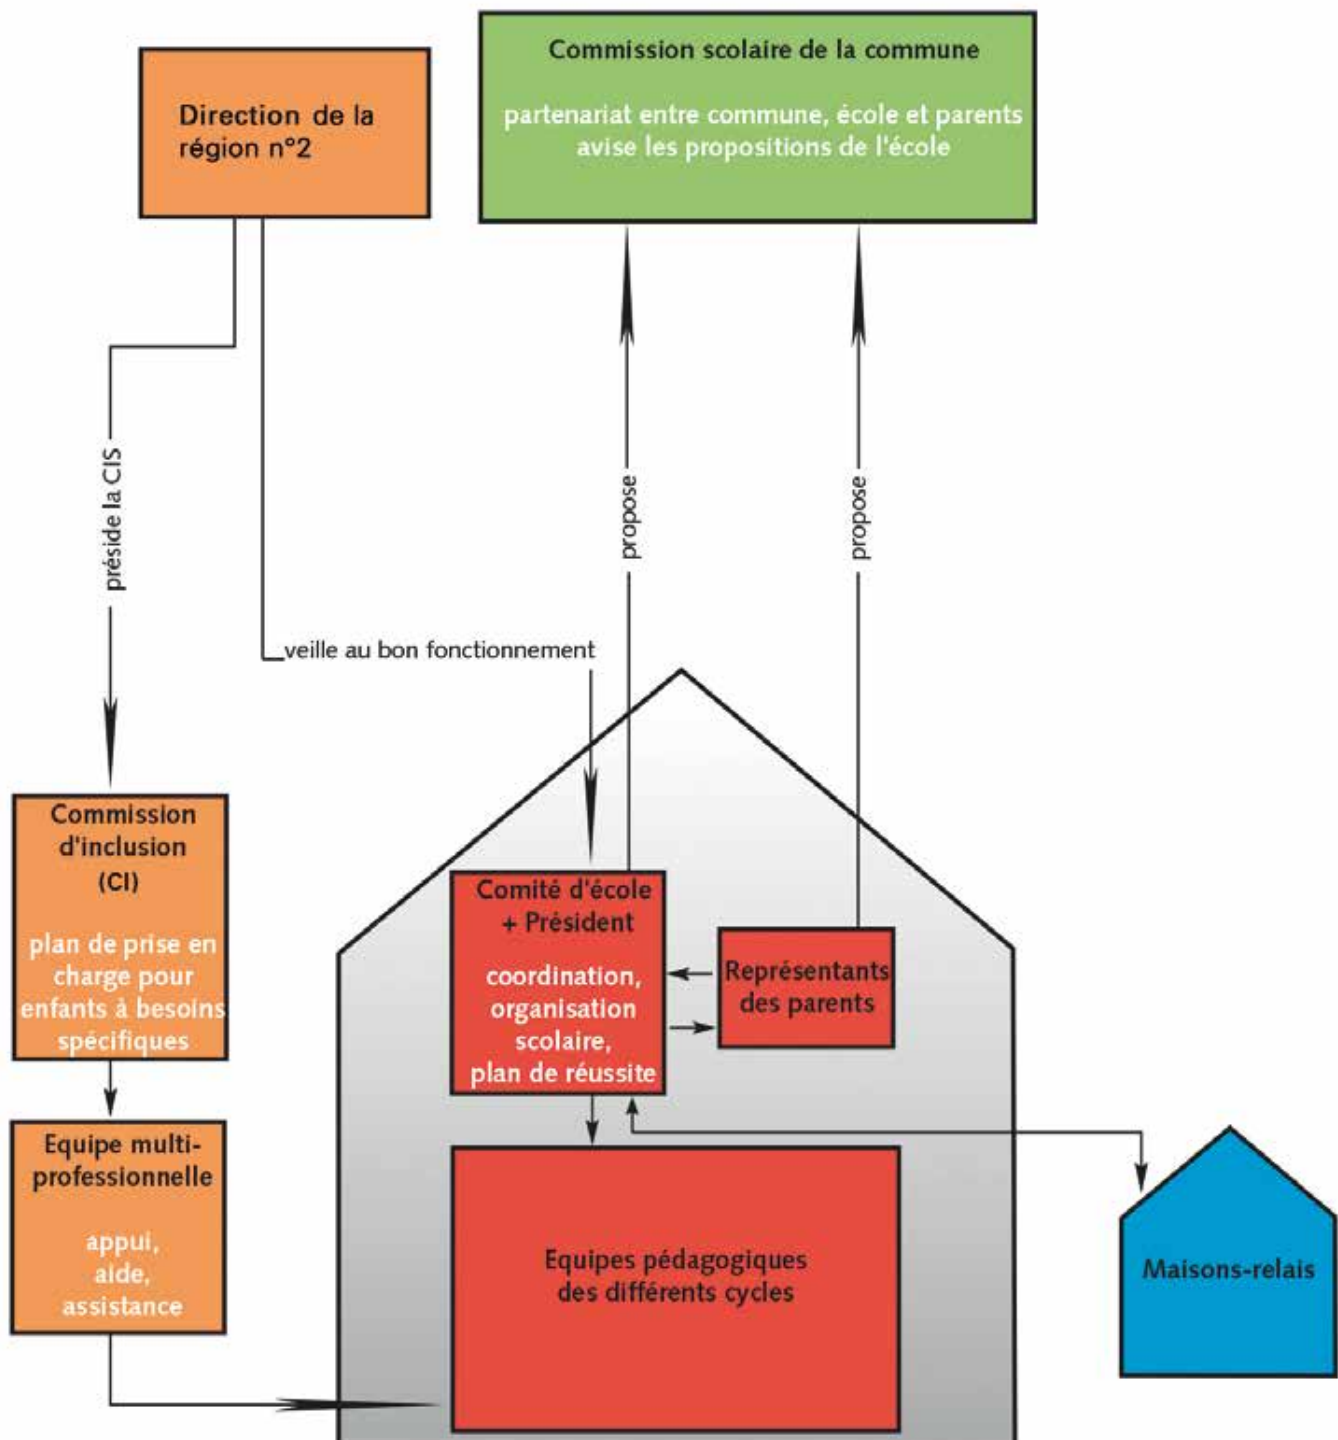 Commission scolaire de la commune
partenariat entre commune, école et parents
avise les propositions de l'école
Direction de la
région n°2
préside la CIS
propose
propose
veille au bon fonctionnement
Commission
d'inclusion
(CI)
plan de prise en
charge pour
enfants à besoins
spécifiques
Comité d'école
+ Président
coordination,
organisation
scolaire,
plan de réussite
Représentants
des parents
Equipe multi-
professionnelle
appui,
aide,
assistance
Equipes pédagogiques
des différents cycles
Maisons-relais